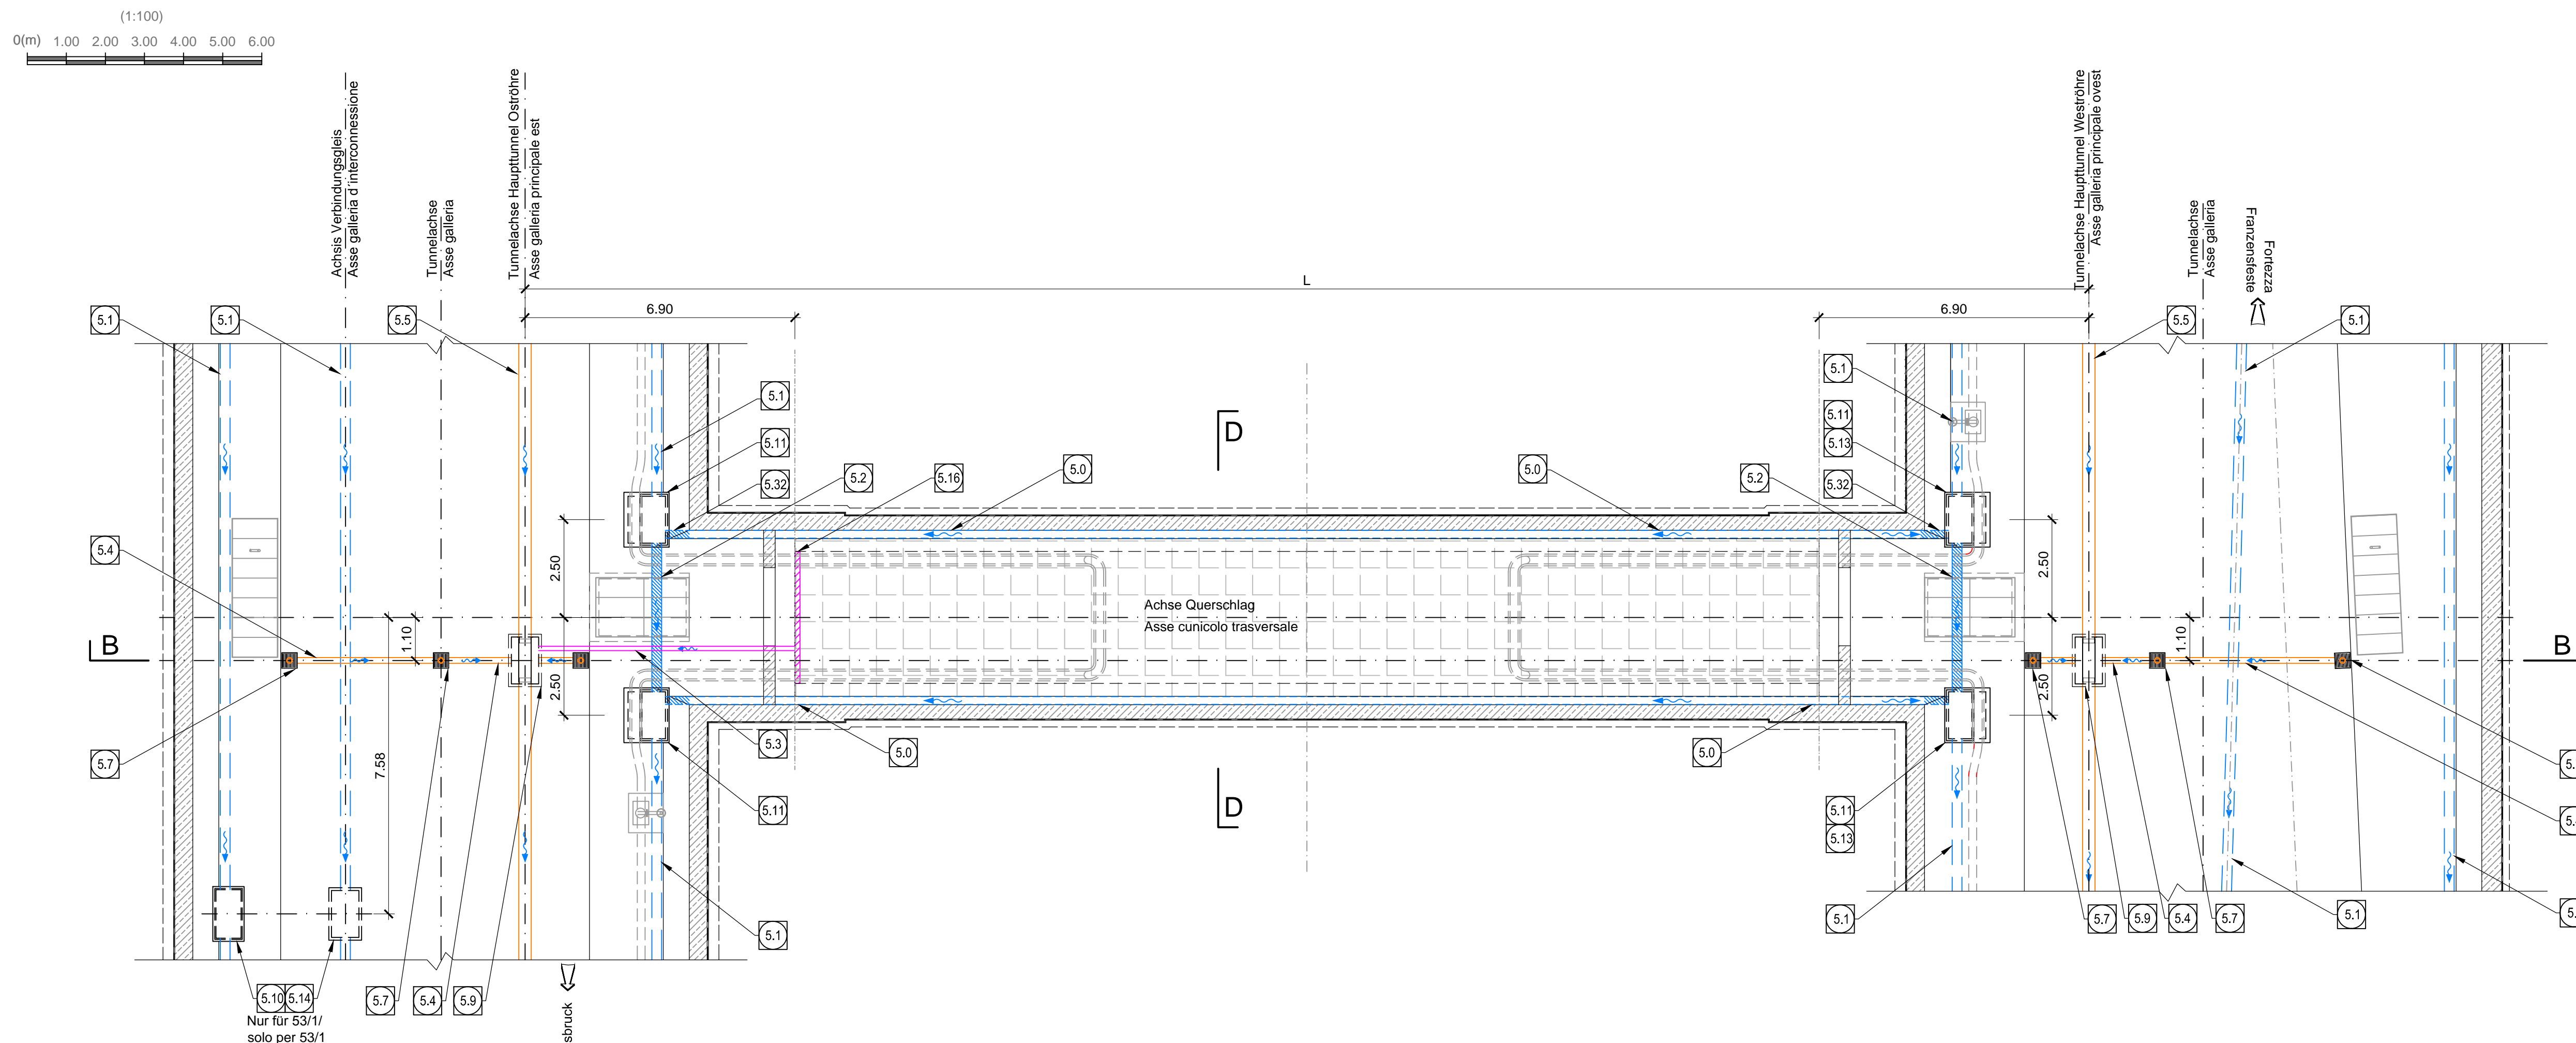 (1:100)
0(m) 1.00 2.00 3.00 4.00 5.00 6.00
Achsis Verbindungsgleis
Asse galleria d'interconnessione
Tunnelachse
Asse galleria
Tunnelachse Haupttunnel Oströhre
Asse galleria principale est
Tunnelachse Haupttunnel Weströhre
Asse galleria principale ovest
Tunnelachse
Asse galleria
Franzensfeste
Fortezza
L
6.90
6.90
5.1
5.1
5.5
5.5
5.1
5.1
5.1
5.11
5.11
5.13
D
5.32
5.2
5.16
5.0
5.0
5.2
5.32
5.4
2.50
2.50
Achse Querschlag
Asse cunicolo trasversale
1.10
1.10
B
B
2.50
2.50
5.7
7.58
5.3
5.0
5.0
5.11
D
5.11
5.13
5.1
5.1
5.7
5.9
5.4
5.7
5.1
5.10
5.14
5.7
5.4
5.9
Nur für 53/1/
solo per 53/1
sbruck